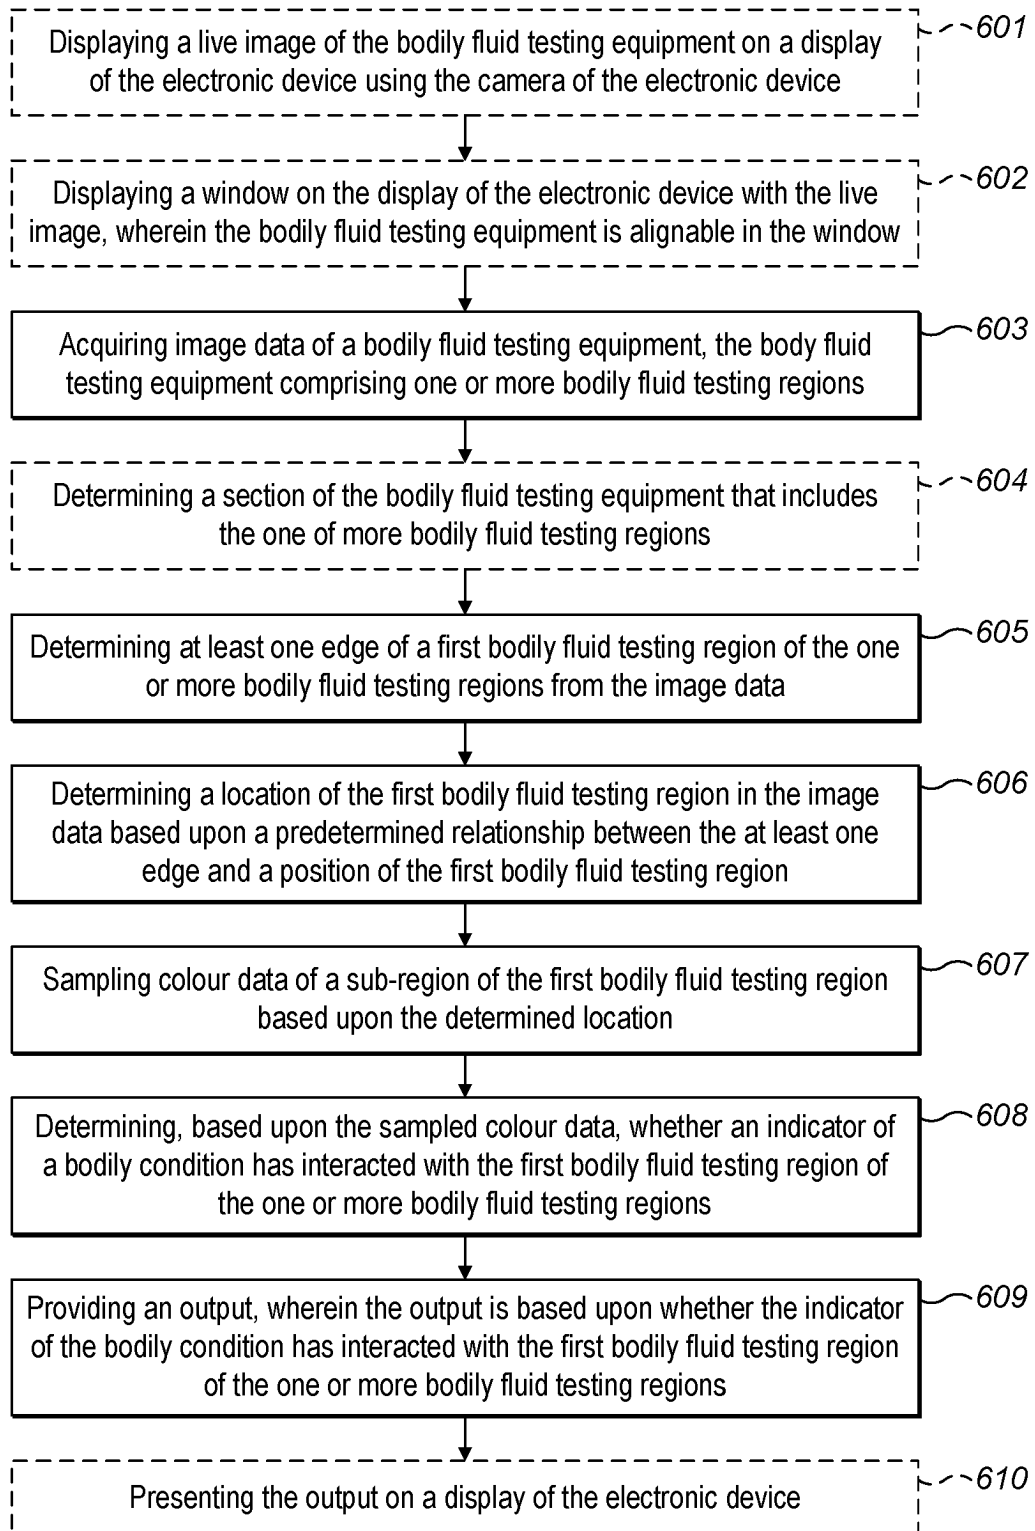 Displaying a live image of the bodily fluid testing equipment on a display
of the electronic device using the camera of the electronic device
601
Displaying a window on the display of the electronic device with the live
image, wherein the bodily fluid testing equipment is alignable in the window
602
Acquiring image data of a bodily fluid testing equipment, the body fluid
testing equipment comprising one or more bodily fluid testing regions
603
Determining a section of the bodily fluid testing equipment that includes
the one of more bodily fluid testing regions
604
Determining at least one edge of a first bodily fluid testing region of the one
or more bodily fluid testing regions from the image data
605
Determining a location of the first bodily fluid testing region in the image
data based upon a predetermined relationship between the at least one
edge and a position of the first bodily fluid testing region
606
Sampling colour data of a sub-region of the first bodily fluid testing region
based upon the determined location
607
Determining, based upon the sampled colour data, whether an indicator of
a bodily condition has interacted with the first bodily fluid testing region of
the one or more bodily fluid testing regions
608
Providing an output, wherein the output is based upon whether the indicator
of the bodily condition has interacted with the first bodily fluid testing region
of the one or more bodily fluid testing regions
609
Presenting the output on a display of the electronic device
610